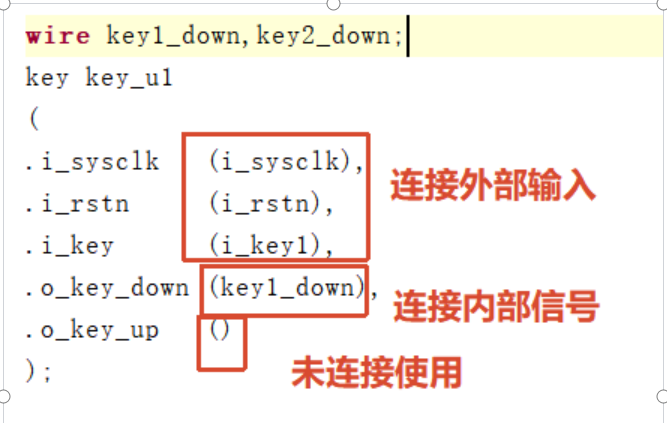 wire key1_down,key2_down;
key key_u1
(
.i_sysclk (i_sysclk),
.i_rstn (i_rstn),
.i_key (i_key1),
.o_key_down (key1_down),
.o_key_up ()
);
连接外部输入
连接内部信号
未连接使用